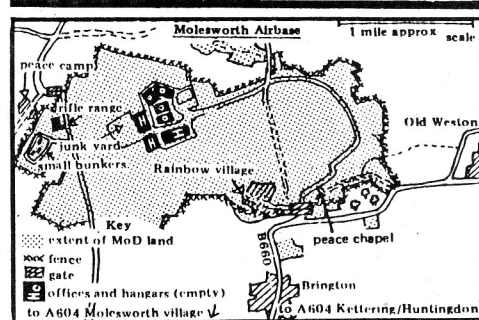 Molesworth Airbase
1 mile approx
scale
peace camp
rifle range
junk yard
small bunkers
Rainbow village
Old Weston
peace chapel
B660
Key
extent of MoD land
fence
gate
offices and hangars (empty)
to A604 Molesworth village
Brington
to A604 Kettering/Huntingdon